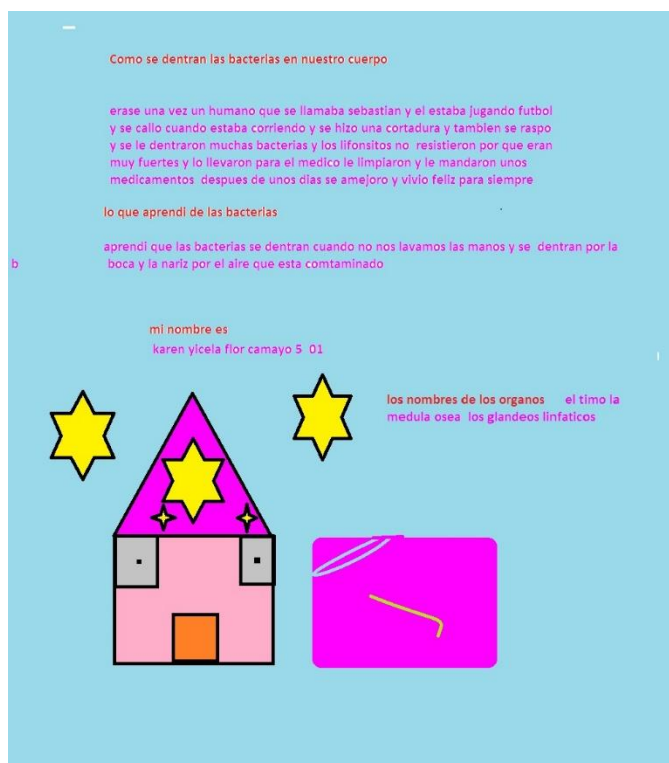 Como se dentran las bacterias en nuestro cuerpo
erase una vez un humano que se llamaba sebastian y el estaba jugando futbol
y se callo cuando estaba corriendo y se hizo una cortadura y tambien se raspo
y se le dentraron muchas bacterias y los lifonsitos no resistieron por que eran
muy fuertes y lo llevaron para el medico le limpiaron y le mandaron unos
medicamentos despues de unos dias se amejoro y vivio feliz para siempre
lo que aprendi de las bacterias
aprendi que las bacterias se dentran cuando no nos lavamos las manos y se dentran por la
b boca y la nariz por el aire que esta comtaminado
mi nombre es
karen yicela flor camayo 5 01
los nombres de los organos el timo la
medula osea los glandeos linfaticos